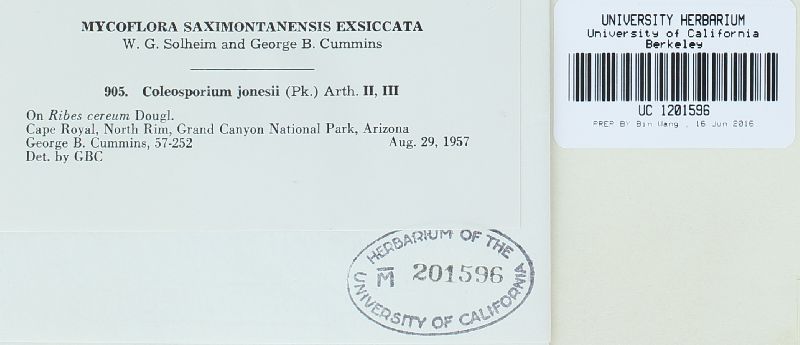 MYCOFLORA SAXIMONTANENSIS EXSICCATA
W. G. Solheim and George B. Cummins
905. Coleosporium jonesii (Pk.) Arth. II, III
On Ribes cereum Dougl.
Cape Royal, North Rim, Grand Canyon National Park, Arizona
George B. Cummins, 57-252 Aug. 29, 1957
Det. by GBC
HERBARIUM OF THE
M 201596
UNIVERSITY OF CALIFORNIA
UNIVERSITY HERBARIUM
University of California
Berkeley
UC 1201596
PREP BY Bin Wang , 16 Jun 2016